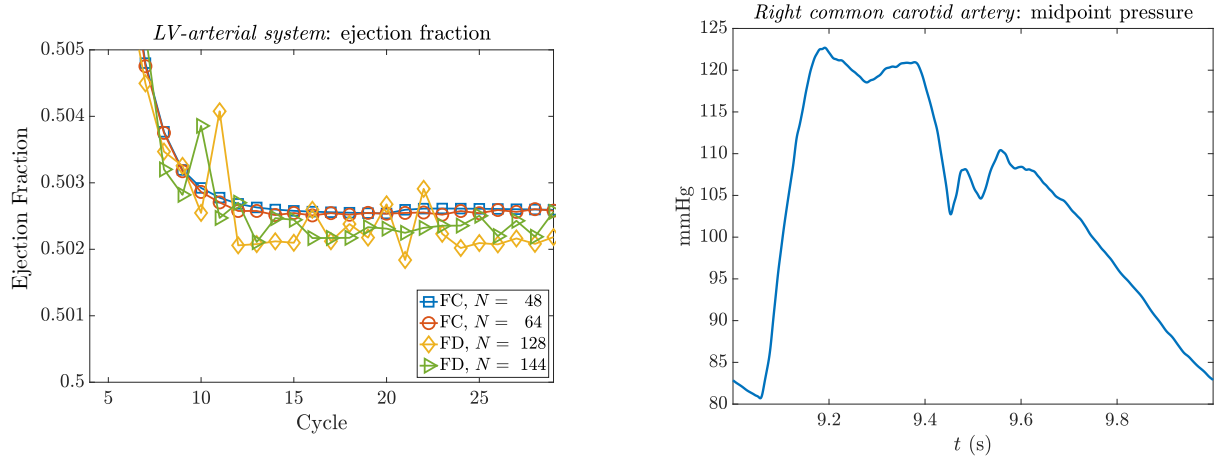 LV-arterial system: ejection fraction
0.505
0.504
0.503
0.502
0.501
0.5
Ejection Fraction
5
10
15
20
25
Cycle
FC, N = 48
FC, N = 64
FD, N = 128
FD, N = 144
Right common carotid artery: midpoint pressure
125
120
115
110
105
100
95
90
85
80
mmHg
9.2
9.4
9.6
9.8
t (s)